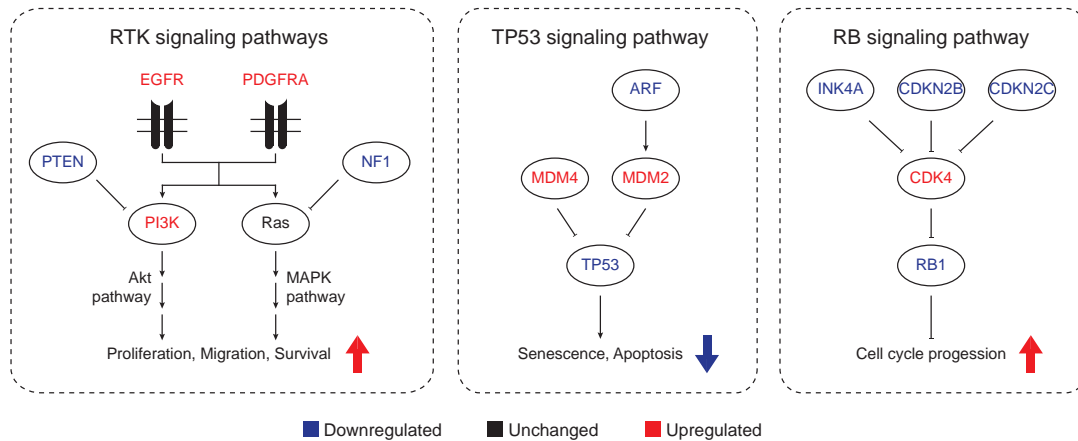 RTK signaling pathways
EGFR
PDGFRA
PTEN
NF1
PI3K
Ras
Akt
pathway
MAPK
pathway
Proliferation, Migration, Survival
TP53 signaling pathway
ARF
MDM4
MDM2
TP53
Senescence, Apoptosis
RB signaling pathway
INK4A
CDKN2B
CDKN2C
CDK4
RB1
Cell cycle progession
Downregulated
Unchanged
Upregulated